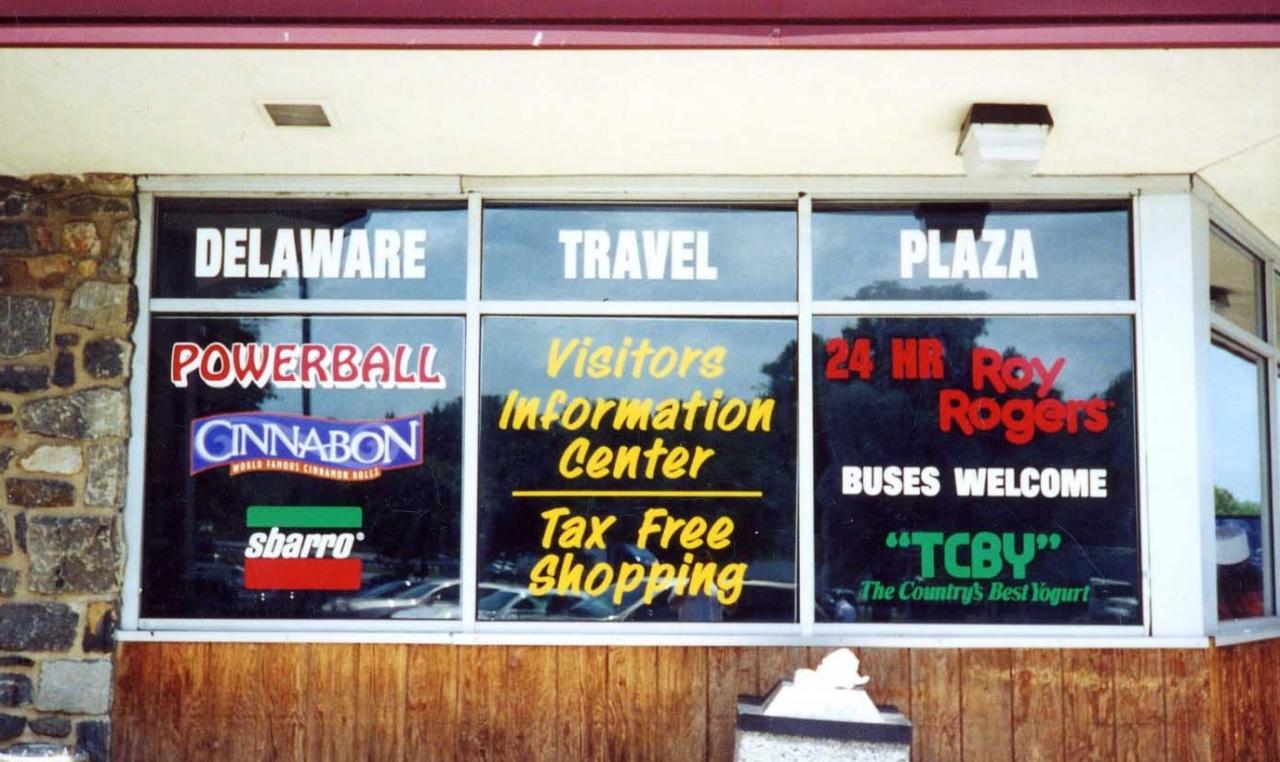 DELAWARE TRAVEL PLAZA
POWERBALL
CINNABON
WORLD FAMOUS CINNAMON ROLLS
sbarro®
Visitors
Information
Center
Tax Free
Shopping
24 HR Roy
Rogers
BUSES WELCOME
"TCBY"
The Country's Best Yogurt